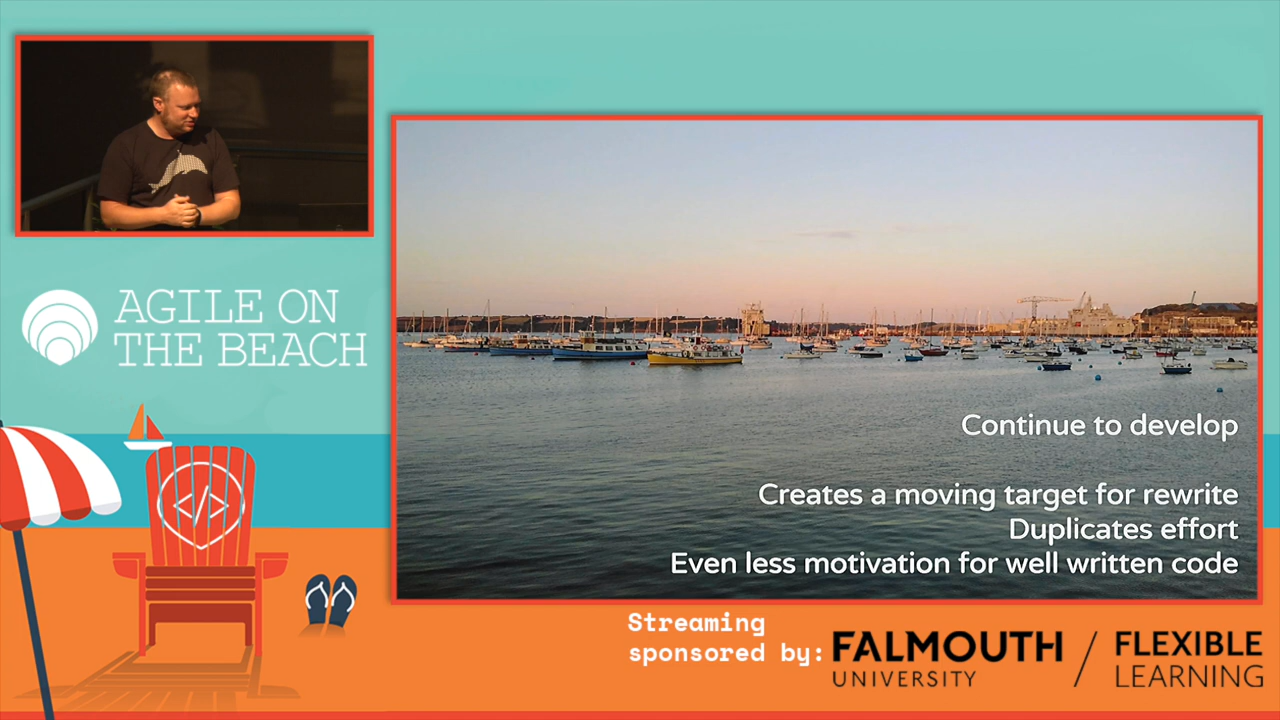 AGILE ON
THE BEACH
</>
Continue to develop
Creates a moving target for rewrite
Duplicates effort
Even less motivation for well written code
Streaming
sponsored by:
FALMOUTH
UNIVERSITY
/
FLEXIBLE
LEARNING